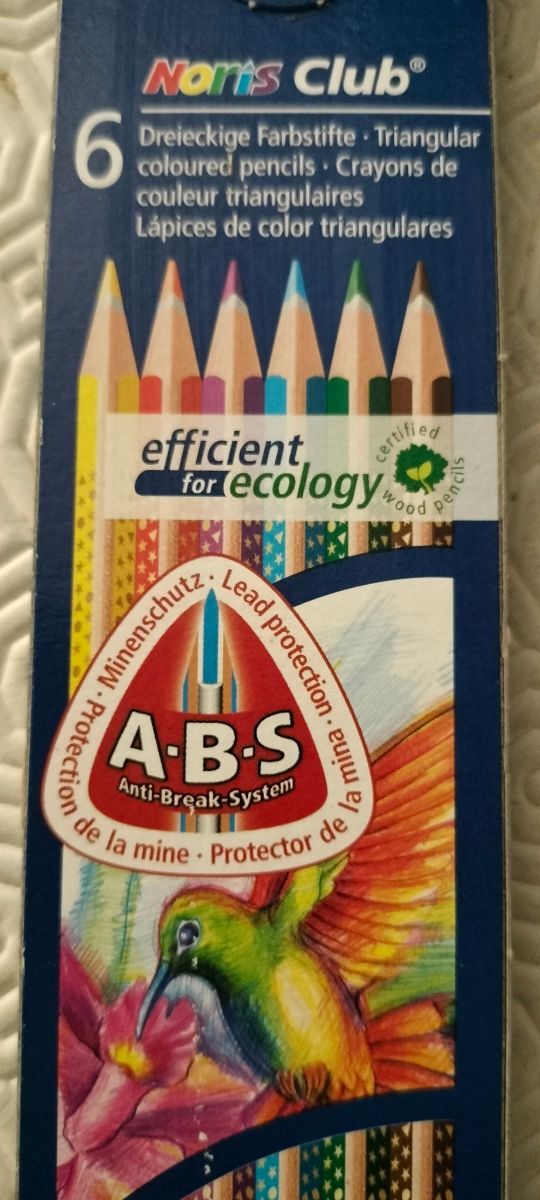 Noris Club®
6
Dreieckige Farbstifte · Triangular
coloured pencils · Crayons de
couleur triangulaires
Lápices de color triangulares
efficient
for ecology
certified
wood pencils
Minenschutz · Lead protection · Protector de la mina · Protection de la mine ·
A·B·S
Anti-Break-System